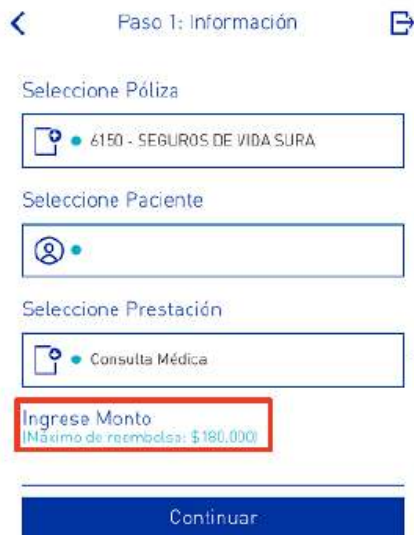 Paso 1: Información
Seleccione Póliza
6150 - SEGUROS DE VIDA SURA
Seleccione Paciente
Seleccione Prestación
Consulta Médica
Ingrese Monto
(Máximo de reembolso: $180.000)
Continuar